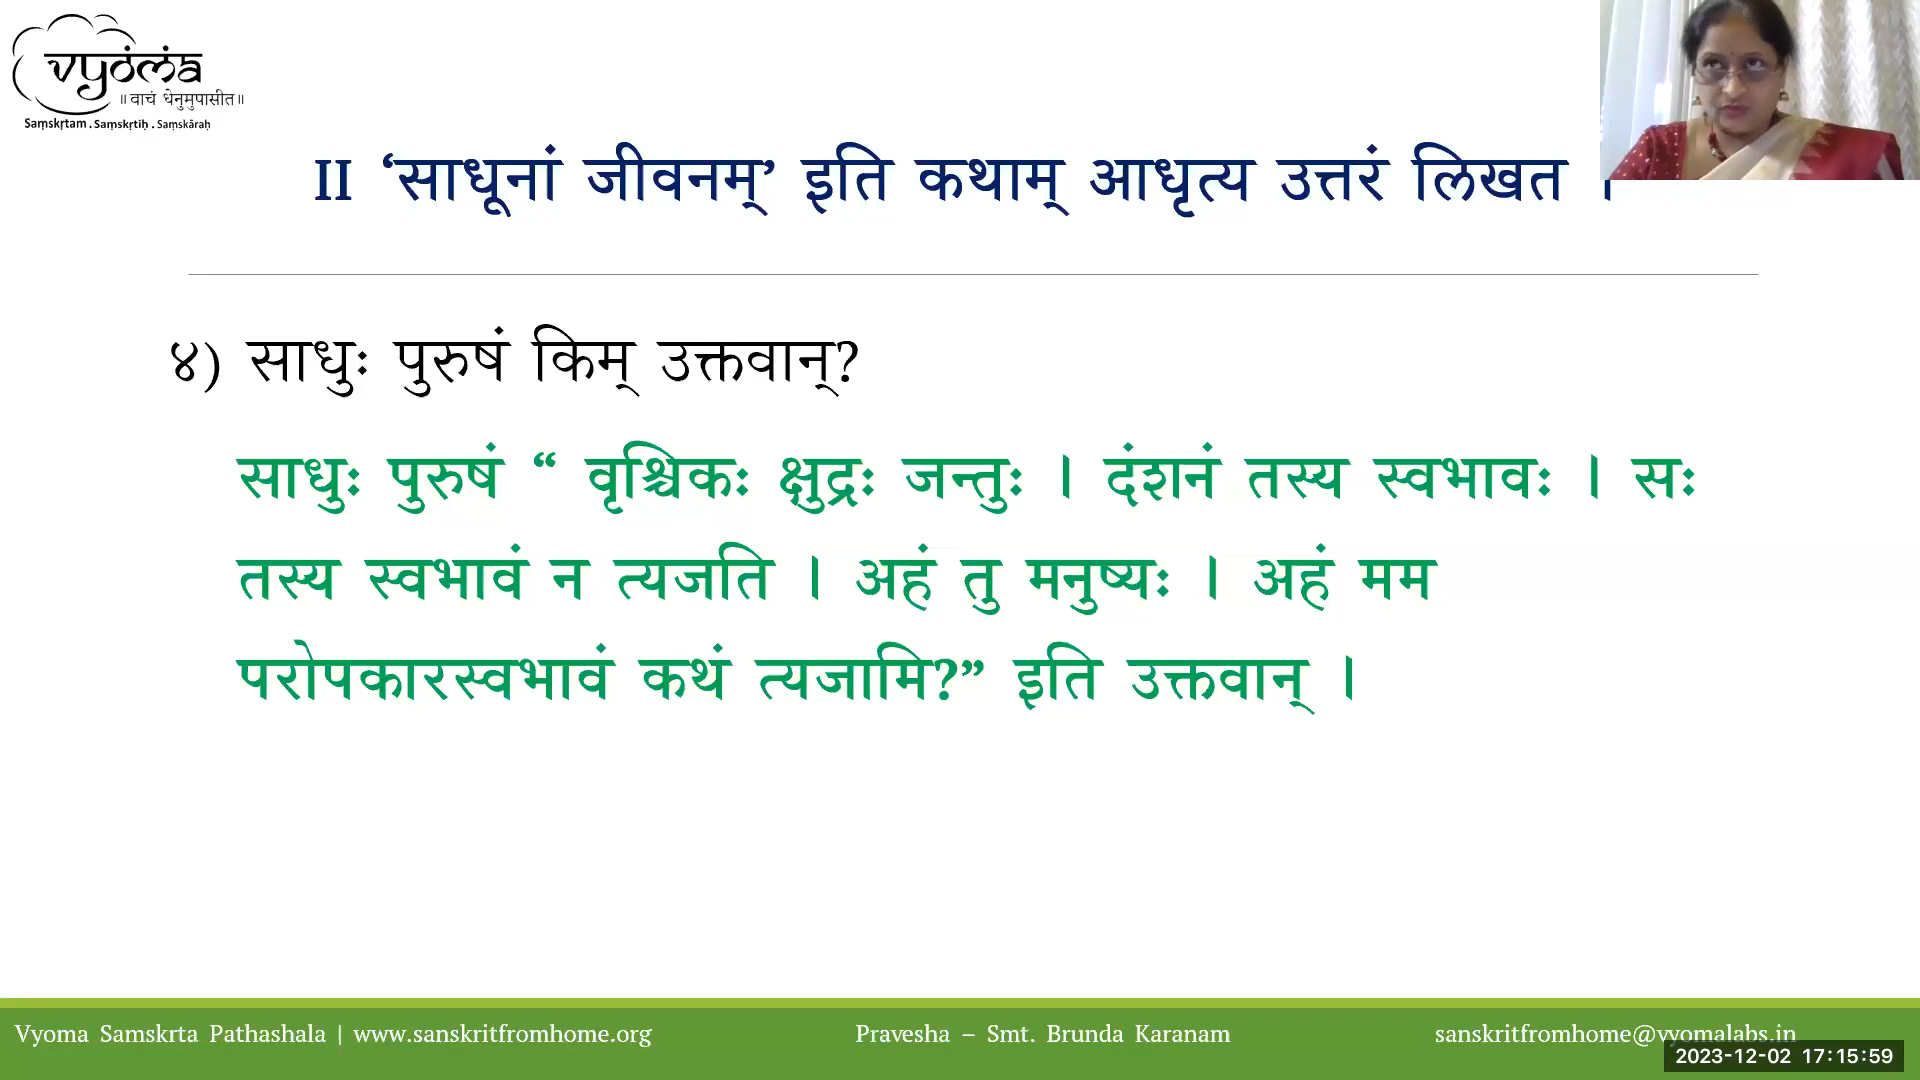 vyoma
॥वाचं धेनुमुपासीत॥
Saṃskṛtam . Saṃskṛtiḥ . Saṃskāraḥ
II ‘साधूनां जीवनम्’ इति कथाम् आधृत्य उत्तरं लिखत ।
४) साधुः पुरुषं किम् उक्तवान्?
साधुः पुरुषं “ वृश्चिकः क्षुद्रः जन्तुः । दंशनं तस्य स्वभावः । सः
तस्य स्वभावं न त्यजति । अहं तु मनुष्यः । अहं मम
परोपकारस्वभावं कथं त्यजामि?” इति उक्तवान् ।
Vyoma Samskrta Pathashala | www.sanskritfromhome.org
Pravesha – Smt. Brunda Karanam
sanskritfromhome@vyomalabs.in
2023-12-02 17:15:59